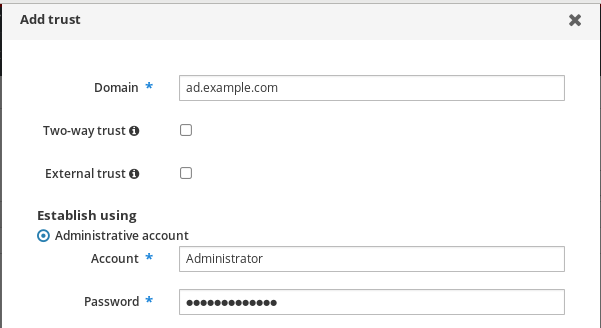 Add trust
Domain * ad.example.com
Two-way trust
External trust
Establish using
Administrative account
Account * Administrator
Password * ●●●●●●●●●●●●●